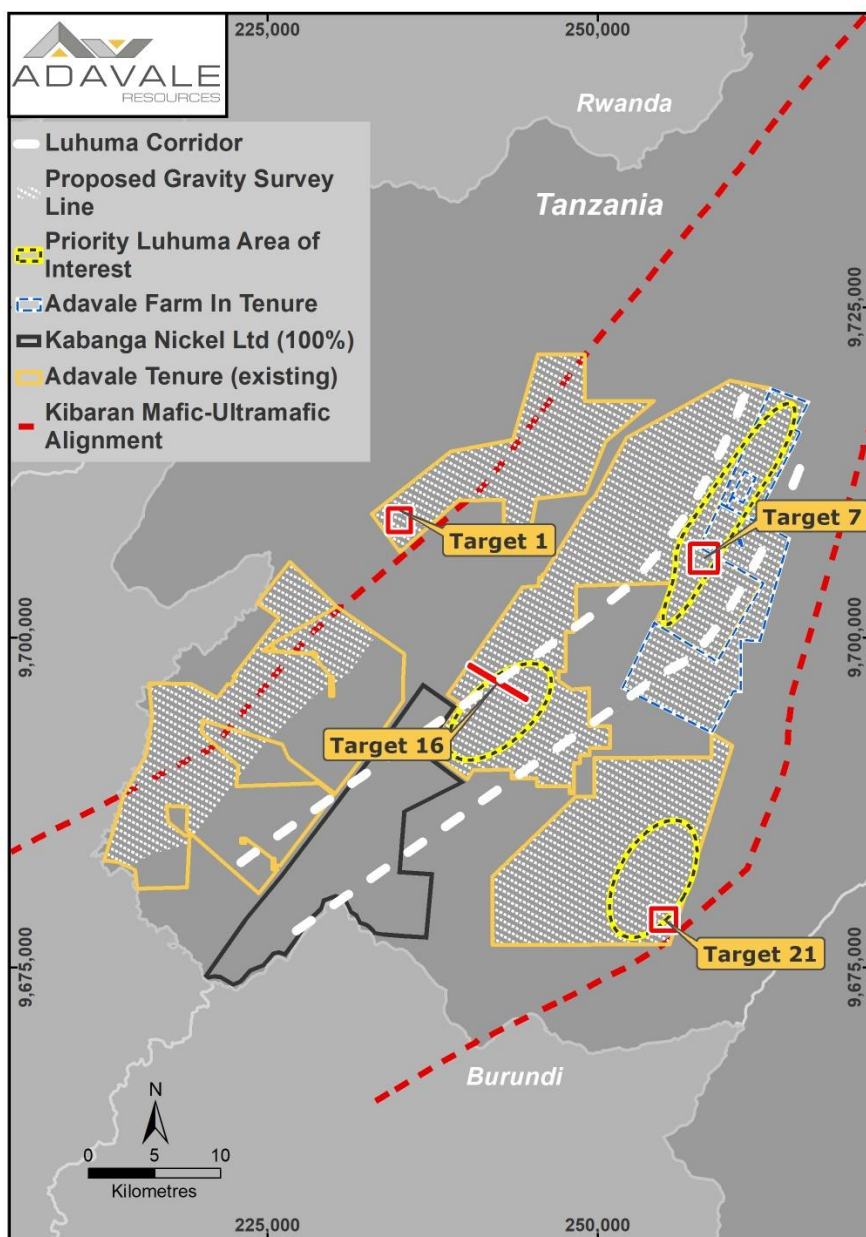 225,000
250,000
ADAVALE
RESOURCES
Rwanda
Luhuma Corridor
Proposed Gravity Survey
Line
Priority Luhuma Area of
Interest
Adavale Farm In Tenure
Kabanga Nickel Ltd (100%)
Adavale Tenure (existing)
Kibaran Mafic-Ultramafic
Alignment
Tanzania
9,725,000
Target 1
Target 7
9,700,000
9,700,000
Target 16
Target 21
9,675,000
9,675,000
Burundi
N
0 5 10
Kilometres
225,000
250,000